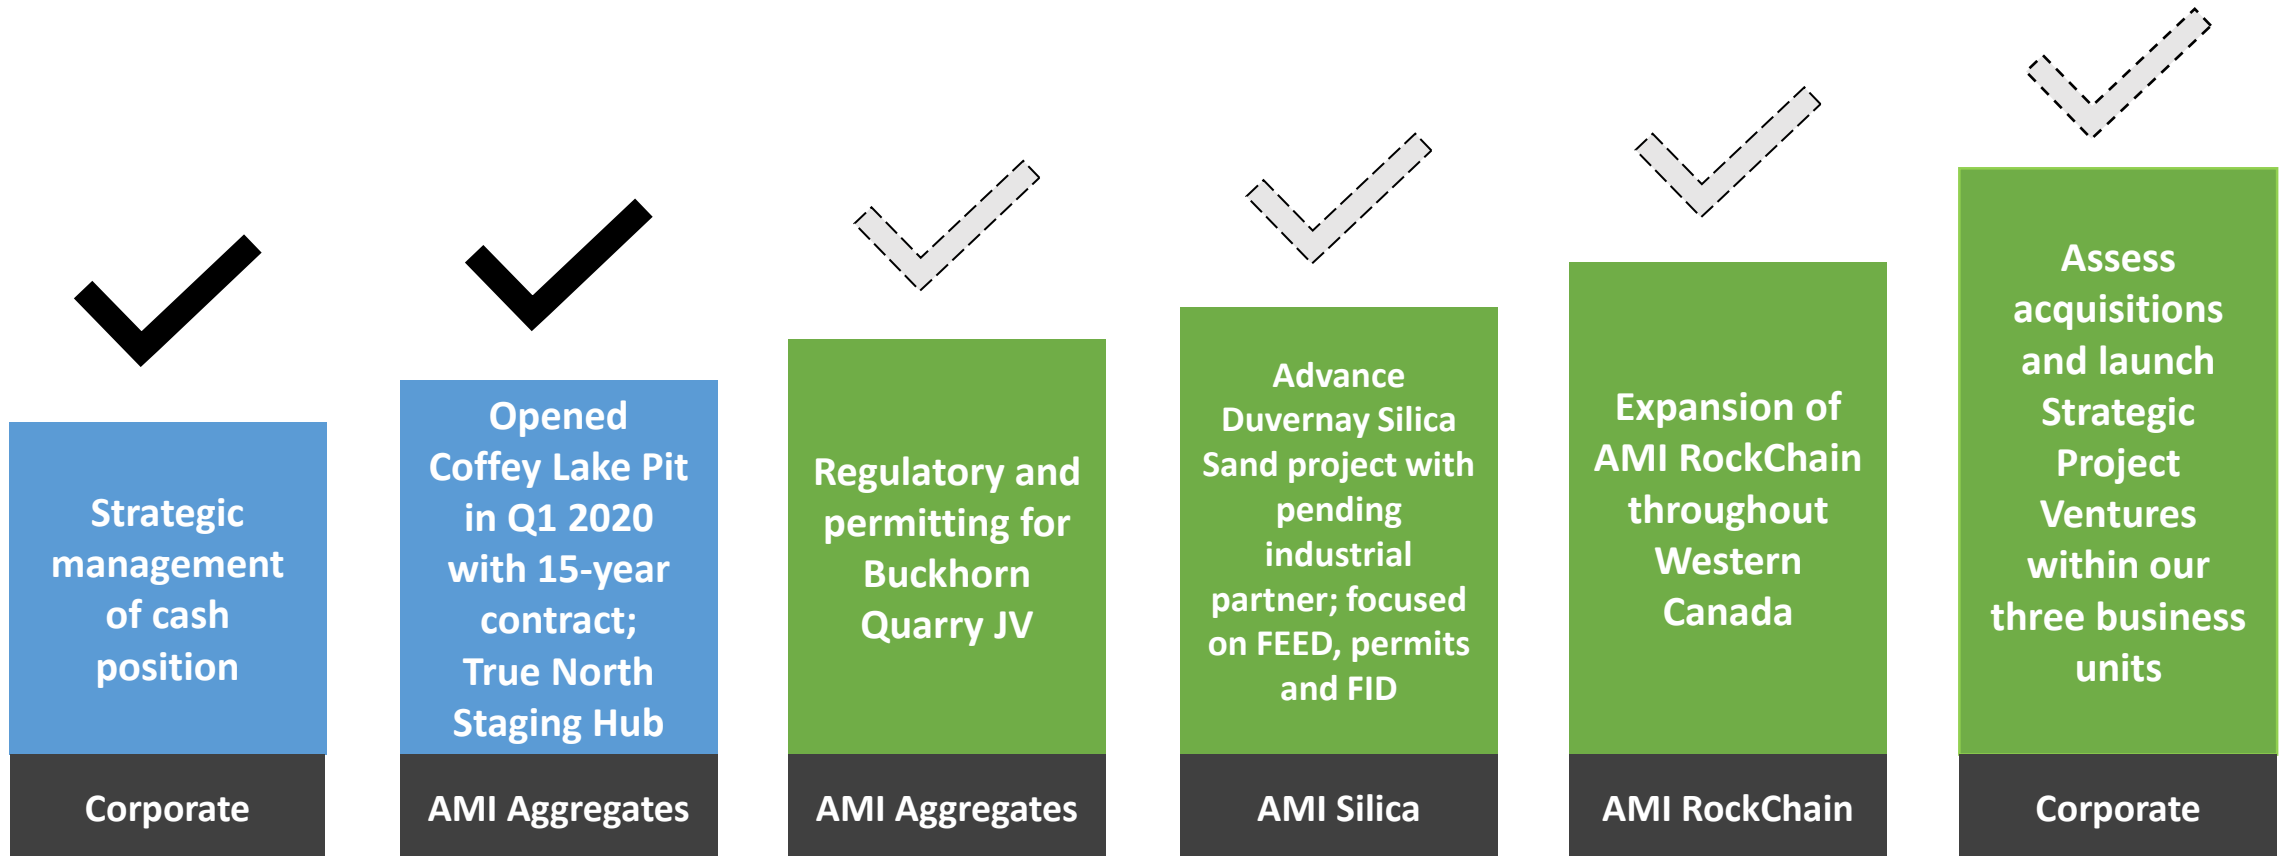 Strategic
management
of cash
position
Corporate
Opened
Coffey Lake Pit
in Q1 2020
with 15-year
contract;
True North
Staging Hub
AMI Aggregates
Regulatory and
permitting for
Buckhorn
Quarry JV
AMI Aggregates
Advance
Duvernay Silica
Sand project with
pending
industrial
partner; focused
on FEED, permits
and FID
AMI Silica
Expansion of
AMI RockChain
throughout
Western
Canada
AMI RockChain
Assess
acquisitions
and launch
Strategic
Project
Ventures
within our
three business
units
Corporate